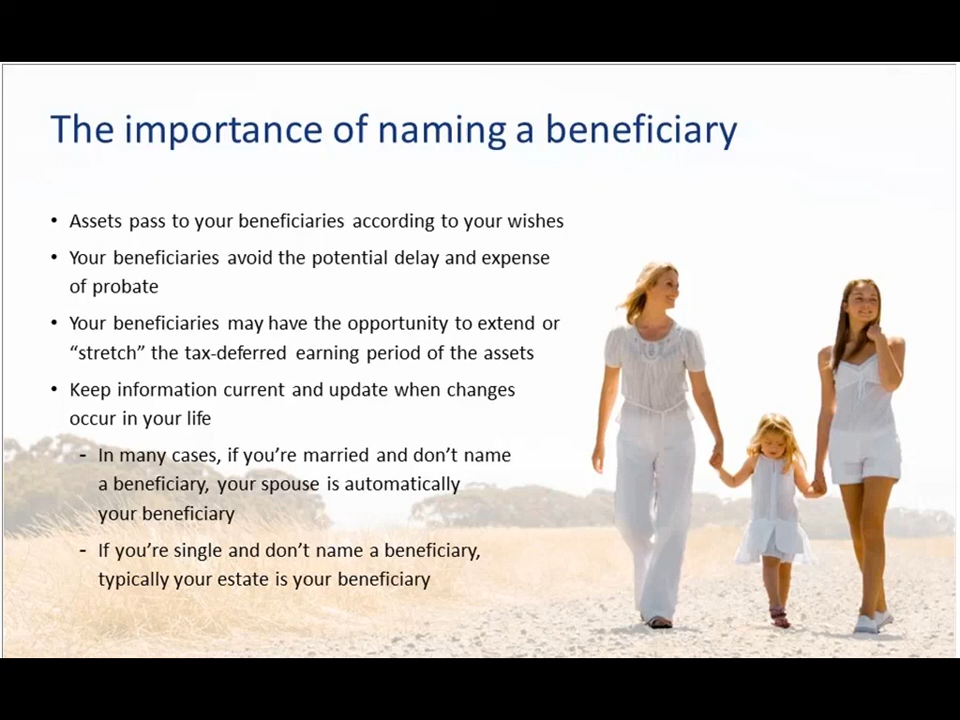 The importance of naming a beneficiary
• Assets pass to your beneficiaries according to your wishes
• Your beneficiaries avoid the potential delay and expense
of probate
• Your beneficiaries may have the opportunity to extend or
“stretch” the tax-deferred earning period of the assets
• Keep information current and update when changes
occur in your life
- In many cases, if you’re married and don’t name
a beneficiary, your spouse is automatically
your beneficiary
- If you’re single and don’t name a beneficiary,
typically your estate is your beneficiary